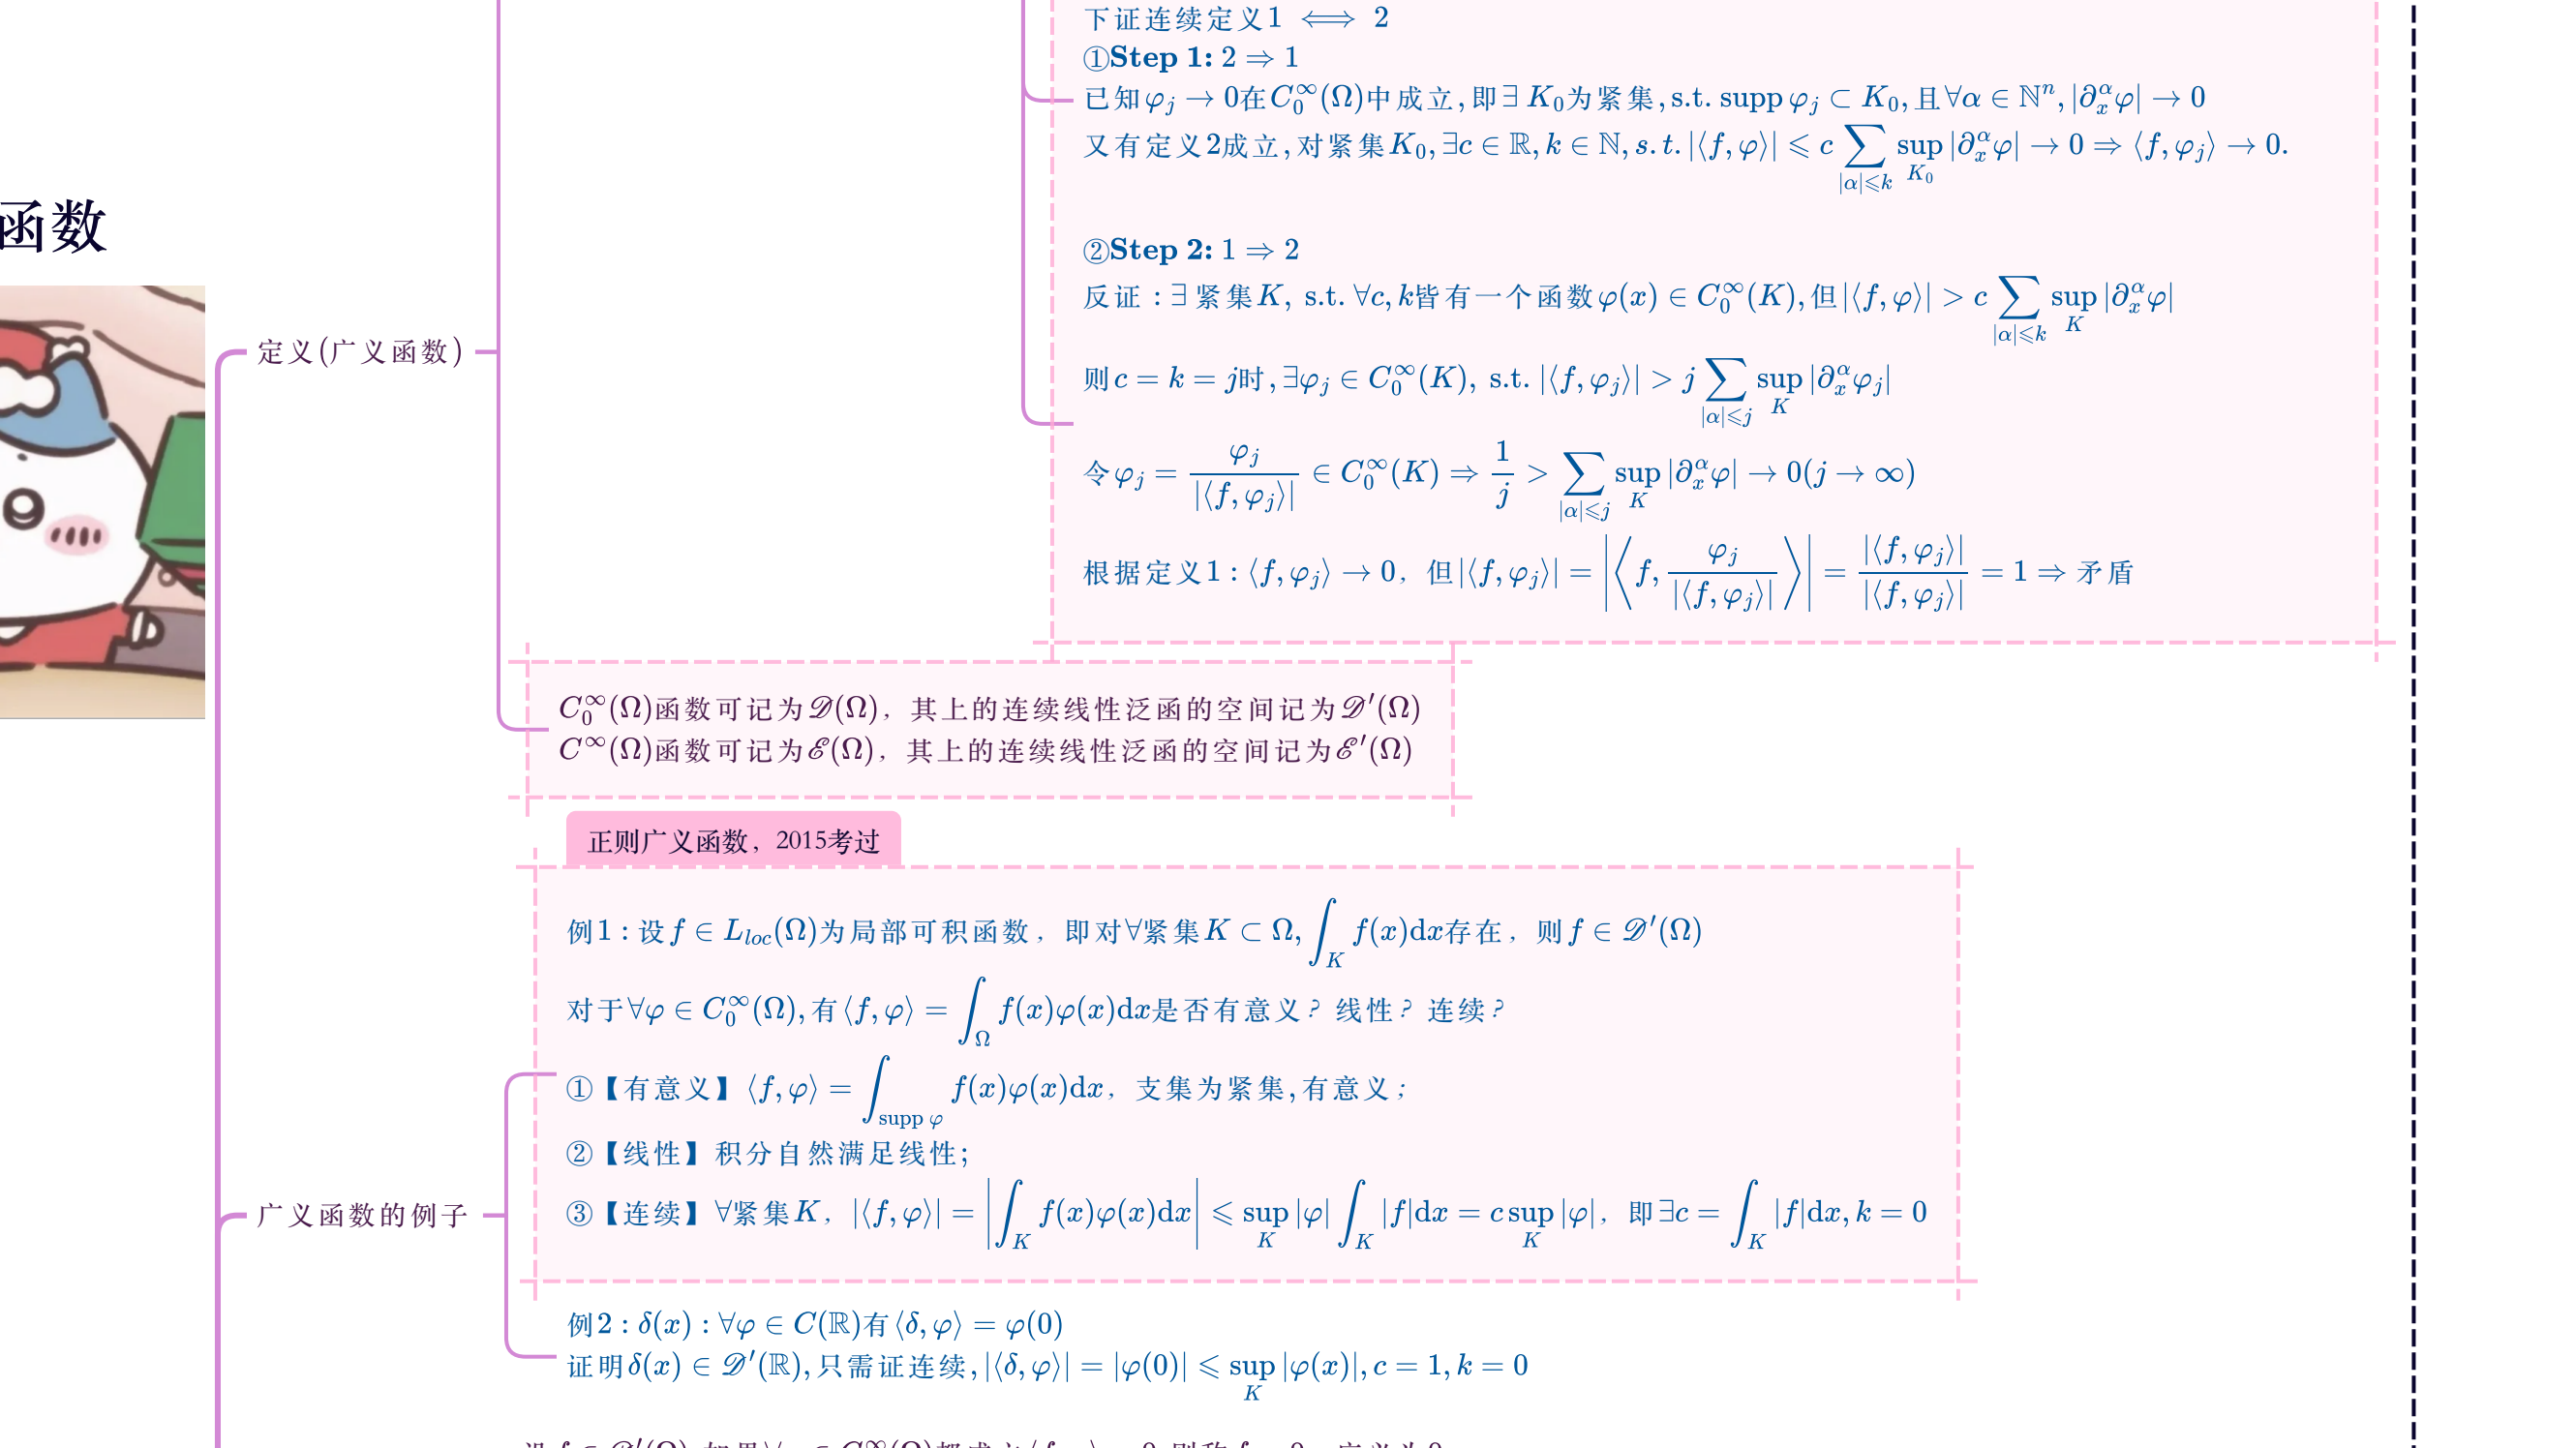 函数
定义(广义函数)
下证连续定义1 ⟺ 2
①Step 1: 2 ⇒ 1
已知φ_j → 0在C_0^∞(Ω)中成立,即∃ K_0为紧集,s.t. supp φ_j ⊂ K_0,且∀α ∈ ℕ^n, |∂_x^α φ| → 0
又有定义2成立,对紧集K_0, ∃c ∈ ℝ, k ∈ ℕ, s.t. |⟨f, φ⟩| ⩽ c ∑_{|α|⩽k} sup_{K_0} |∂_x^α φ| → 0 ⇒ ⟨f, φ_j⟩ → 0.
②Step 2: 1 ⇒ 2
反证：∃ 紧集K, s.t. ∀c, k皆有一个函数φ(x) ∈ C_0^∞(K),但|⟨f, φ⟩| > c ∑_{|α|⩽k} sup_K |∂_x^α φ|
则c = k = j时, ∃φ_j ∈ C_0^∞(K), s.t. |⟨f, φ_j⟩| > j ∑_{|α|⩽j} sup_K |∂_x^α φ_j|
令φ_j = φ_j/|⟨f, φ_j⟩| ∈ C_0^∞(K) ⇒ 1/j > ∑_{|α|⩽j} sup_K |∂_x^α φ| → 0(j → ∞)
根据定义1：⟨f, φ_j⟩ → 0，但|⟨f, φ_j⟩| = |⟨f, φ_j/|⟨f, φ_j⟩|⟩| = |⟨f, φ_j⟩|/|⟨f, φ_j⟩| = 1 ⇒ 矛盾
C_0^∞(Ω)函数可记为𝒟(Ω)，其上的连续线性泛函的空间记为𝒟′(Ω)
C^∞(Ω)函数可记为ℰ(Ω)，其上的连续线性泛函的空间记为ℰ′(Ω)
广义函数的例子
正则广义函数，2015考过
例1：设f ∈ L_{loc}(Ω)为局部可积函数，即对∀紧集K ⊂ Ω, ∫_K f(x)dx存在，则f ∈ 𝒟′(Ω)
对于∀φ ∈ C_0^∞(Ω),有⟨f, φ⟩ = ∫_Ω f(x)φ(x)dx是否有意义？线性？连续？
①【有意义】⟨f, φ⟩ = ∫_{supp φ} f(x)φ(x)dx，支集为紧集,有意义；
②【线性】积分自然满足线性；
③【连续】∀紧集K，|⟨f, φ⟩| = |∫_K f(x)φ(x)dx| ⩽ sup_K |φ| ∫_K |f|dx = c sup_K |φ|，即∃c = ∫_K |f|dx, k = 0
例2：δ(x)：∀φ ∈ C(ℝ)有⟨δ, φ⟩ = φ(0)
证明δ(x) ∈ 𝒟′(ℝ),只需证连续, |⟨δ, φ⟩| = |φ(0)| ⩽ sup_K |φ(x)|, c = 1, k = 0